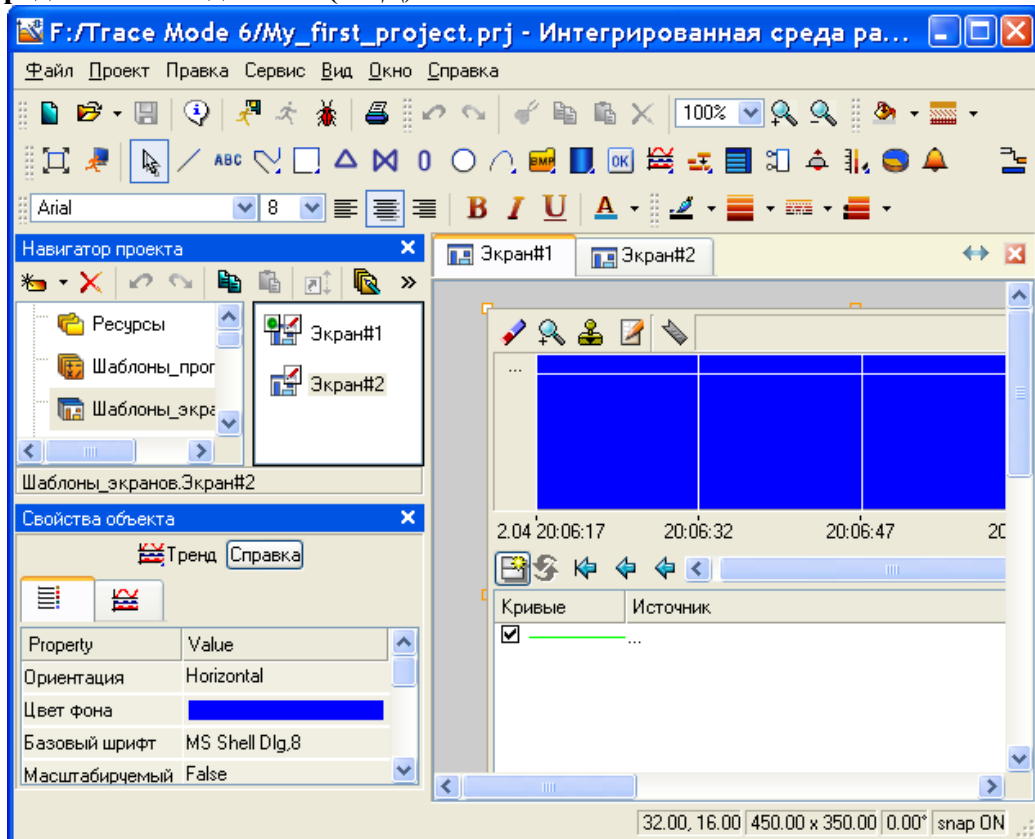 F:/Trace Mode 6/My_first_project.prj - Интегрированная среда ра...
Файл Проект Правка Сервис Вид Окно Справка
100%
ABC
0
BMP
OK
Arial
8
B I U A
Навигатор проекта
Экран#1
Экран#2
Ресурсы
Шаблоны_прог
Шаблоны_экра
Экран#1
Экран#2
Шаблоны_экранов.Экран#2
Свойства объекта
Тренд Справка
Property Value
Ориентация Horizontal
Цвет фона
Базовый шрифт MS Shell Dlg,8
Масштабирчемый False
...
2.04 20:06:17 20:06:32 20:06:47 20
Кривые Источник
...
32.00, 16.00 450.00 x 350.00 0.00° snap ON